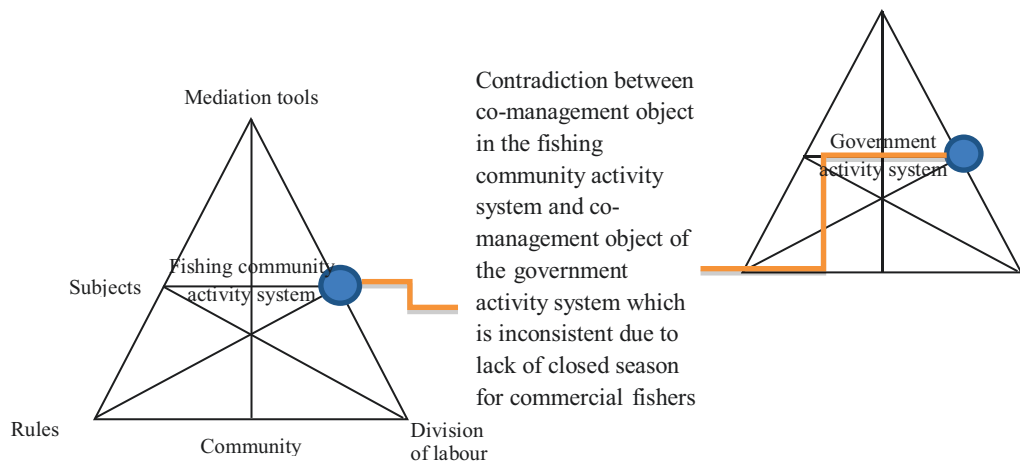 Mediation tools
Fishing community
activity system
Subjects
Rules
Community
Division
of labour
Contradiction between
co-management object
in the fishing
community activity
system and co-
management object of
the government
activity system which
is inconsistent due to
lack of closed season
for commercial fishers
Government
activity system